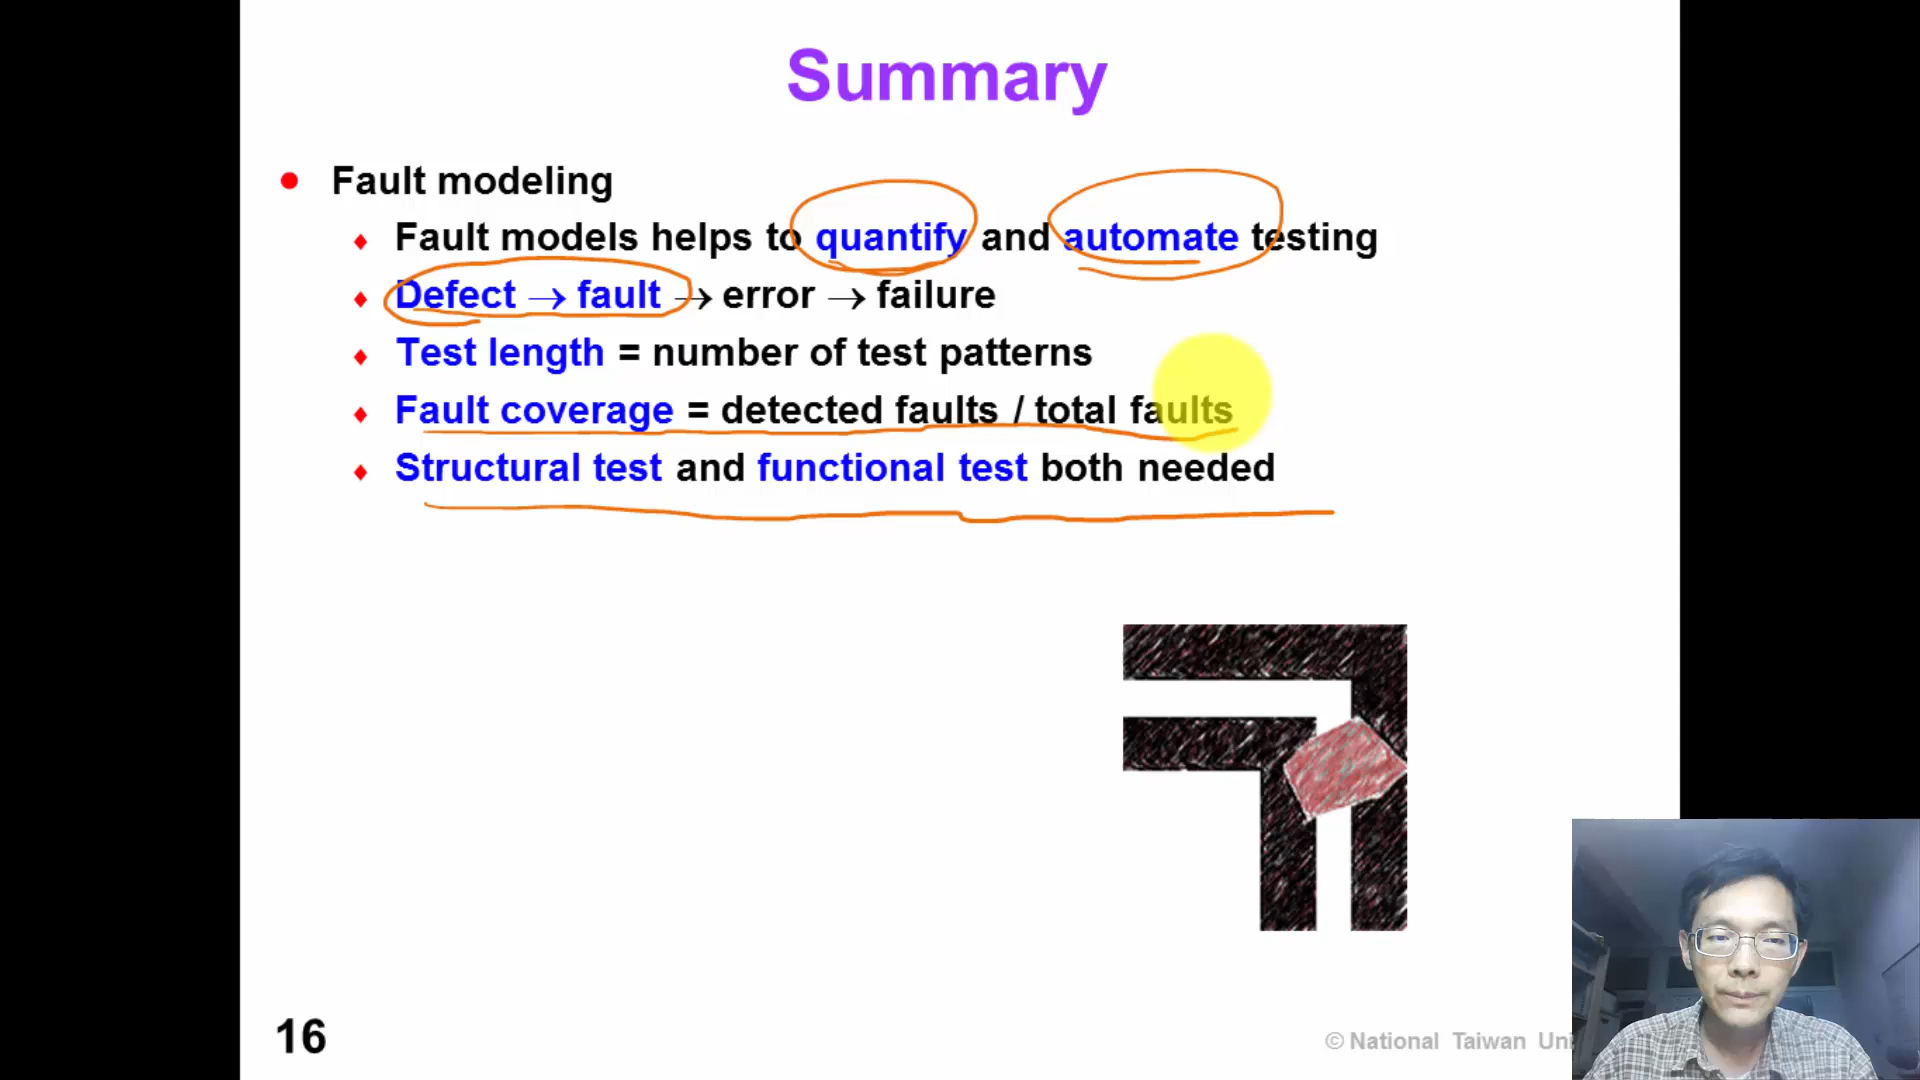 Summary
Fault modeling
Fault models helps to quantify and automate testing
Defect → fault → error → failure
Test length = number of test patterns
Fault coverage = detected faults / total faults
Structural test and functional test both needed
16
© National Taiwan